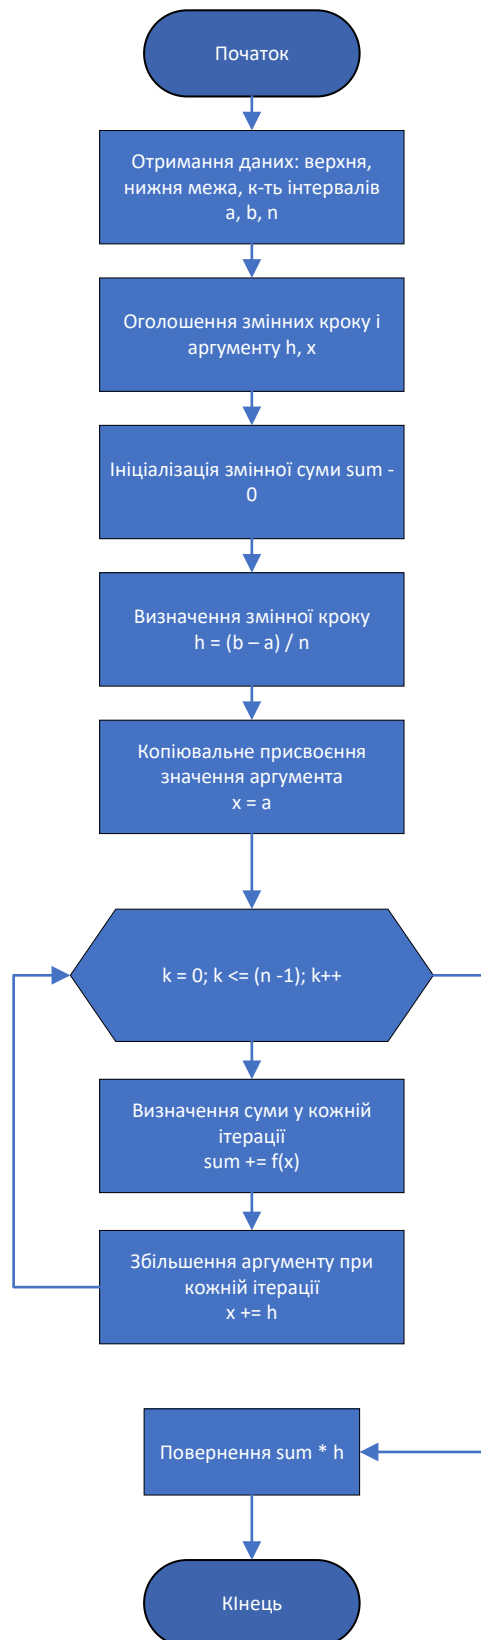 Початок
Отримання даних: верхня,
нижня межа, к-ть інтервалів
a, b, n
Оголошення змінних кроку і
аргументу h, x
Ініціалізація змінної суми sum -
0
Визначення змінної кроку
h = (b – a) / n
Копіювальне присвоєння
значення аргумента
x = a
k = 0; k <= (n -1); k++
Визначення суми у кожній
ітерації
sum += f(x)
Збільшення аргументу при
кожній ітерації
x += h
Повернення sum * h
КІнець